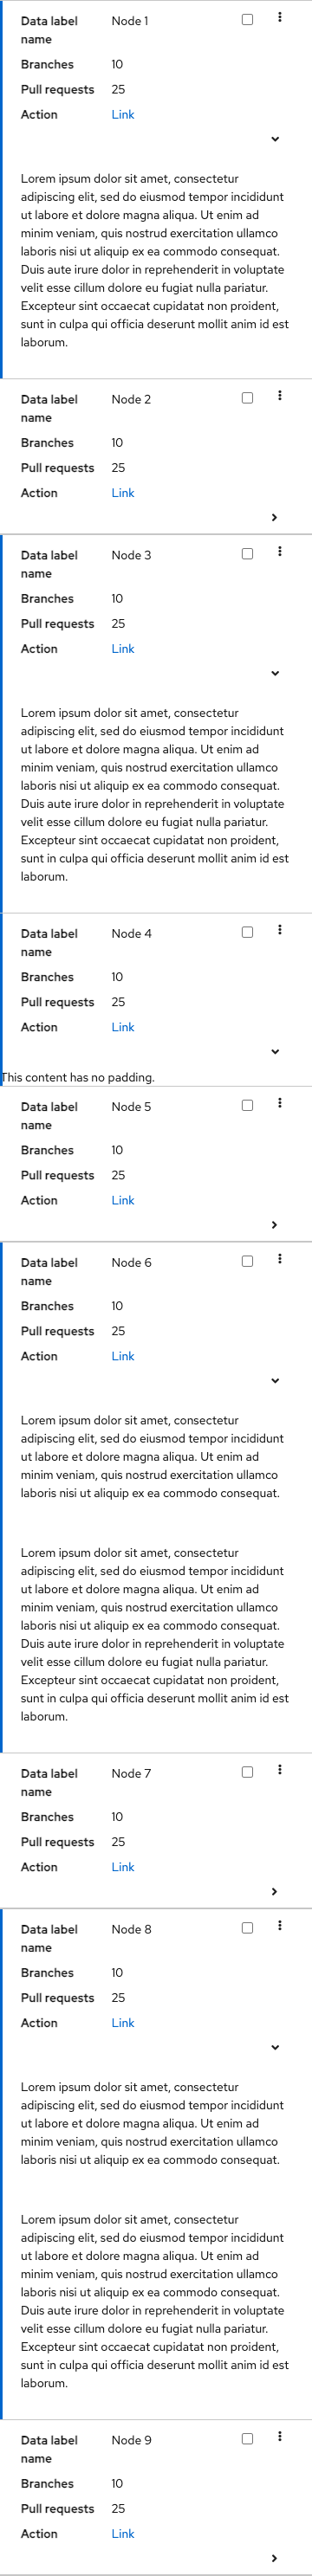 Data label name Node 1
Branches 10
Pull requests 25
Action Link
Lorem ipsum dolor sit amet, consectetur
adipiscing elit, sed do eiusmod tempor incididunt
ut labore et dolore magna aliqua. Ut enim ad
minim veniam, quis nostrud exercitation ullamco
laboris nisi ut aliquip ex ea commodo consequat.
Duis aute irure dolor in reprehenderit in voluptate
velit esse cillum dolore eu fugiat nulla pariatur.
Excepteur sint occaecat cupidatat non proident,
sunt in culpa qui officia deserunt mollit anim id est
laborum.
Data label name Node 2
Branches 10
Pull requests 25
Action Link
Data label name Node 3
Branches 10
Pull requests 25
Action Link
Lorem ipsum dolor sit amet, consectetur
adipiscing elit, sed do eiusmod tempor incididunt
ut labore et dolore magna aliqua. Ut enim ad
minim veniam, quis nostrud exercitation ullamco
laboris nisi ut aliquip ex ea commodo consequat.
Duis aute irure dolor in reprehenderit in voluptate
velit esse cillum dolore eu fugiat nulla pariatur.
Excepteur sint occaecat cupidatat non proident,
sunt in culpa qui officia deserunt mollit anim id est
laborum.
Data label name Node 4
Branches 10
Pull requests 25
Action Link
This content has no padding.
Data label name Node 5
Branches 10
Pull requests 25
Action Link
Data label name Node 6
Branches 10
Pull requests 25
Action Link
Lorem ipsum dolor sit amet, consectetur
adipiscing elit, sed do eiusmod tempor incididunt
ut labore et dolore magna aliqua. Ut enim ad
minim veniam, quis nostrud exercitation ullamco
laboris nisi ut aliquip ex ea commodo consequat.
Lorem ipsum dolor sit amet, consectetur
adipiscing elit, sed do eiusmod tempor incididunt
ut labore et dolore magna aliqua. Ut enim ad
minim veniam, quis nostrud exercitation ullamco
laboris nisi ut aliquip ex ea commodo consequat.
Duis aute irure dolor in reprehenderit in voluptate
velit esse cillum dolore eu fugiat nulla pariatur.
Excepteur sint occaecat cupidatat non proident,
sunt in culpa qui officia deserunt mollit anim id est
laborum.
Data label name Node 7
Branches 10
Pull requests 25
Action Link
Data label name Node 8
Branches 10
Pull requests 25
Action Link
Lorem ipsum dolor sit amet, consectetur
adipiscing elit, sed do eiusmod tempor incididunt
ut labore et dolore magna aliqua. Ut enim ad
minim veniam, quis nostrud exercitation ullamco
laboris nisi ut aliquip ex ea commodo consequat.
Lorem ipsum dolor sit amet, consectetur
adipiscing elit, sed do eiusmod tempor incididunt
ut labore et dolore magna aliqua. Ut enim ad
minim veniam, quis nostrud exercitation ullamco
laboris nisi ut aliquip ex ea commodo consequat.
Duis aute irure dolor in reprehenderit in voluptate
velit esse cillum dolore eu fugiat nulla pariatur.
Excepteur sint occaecat cupidatat non proident,
sunt in culpa qui officia deserunt mollit anim id est
laborum.
Data label name Node 9
Branches 10
Pull requests 25
Action Link